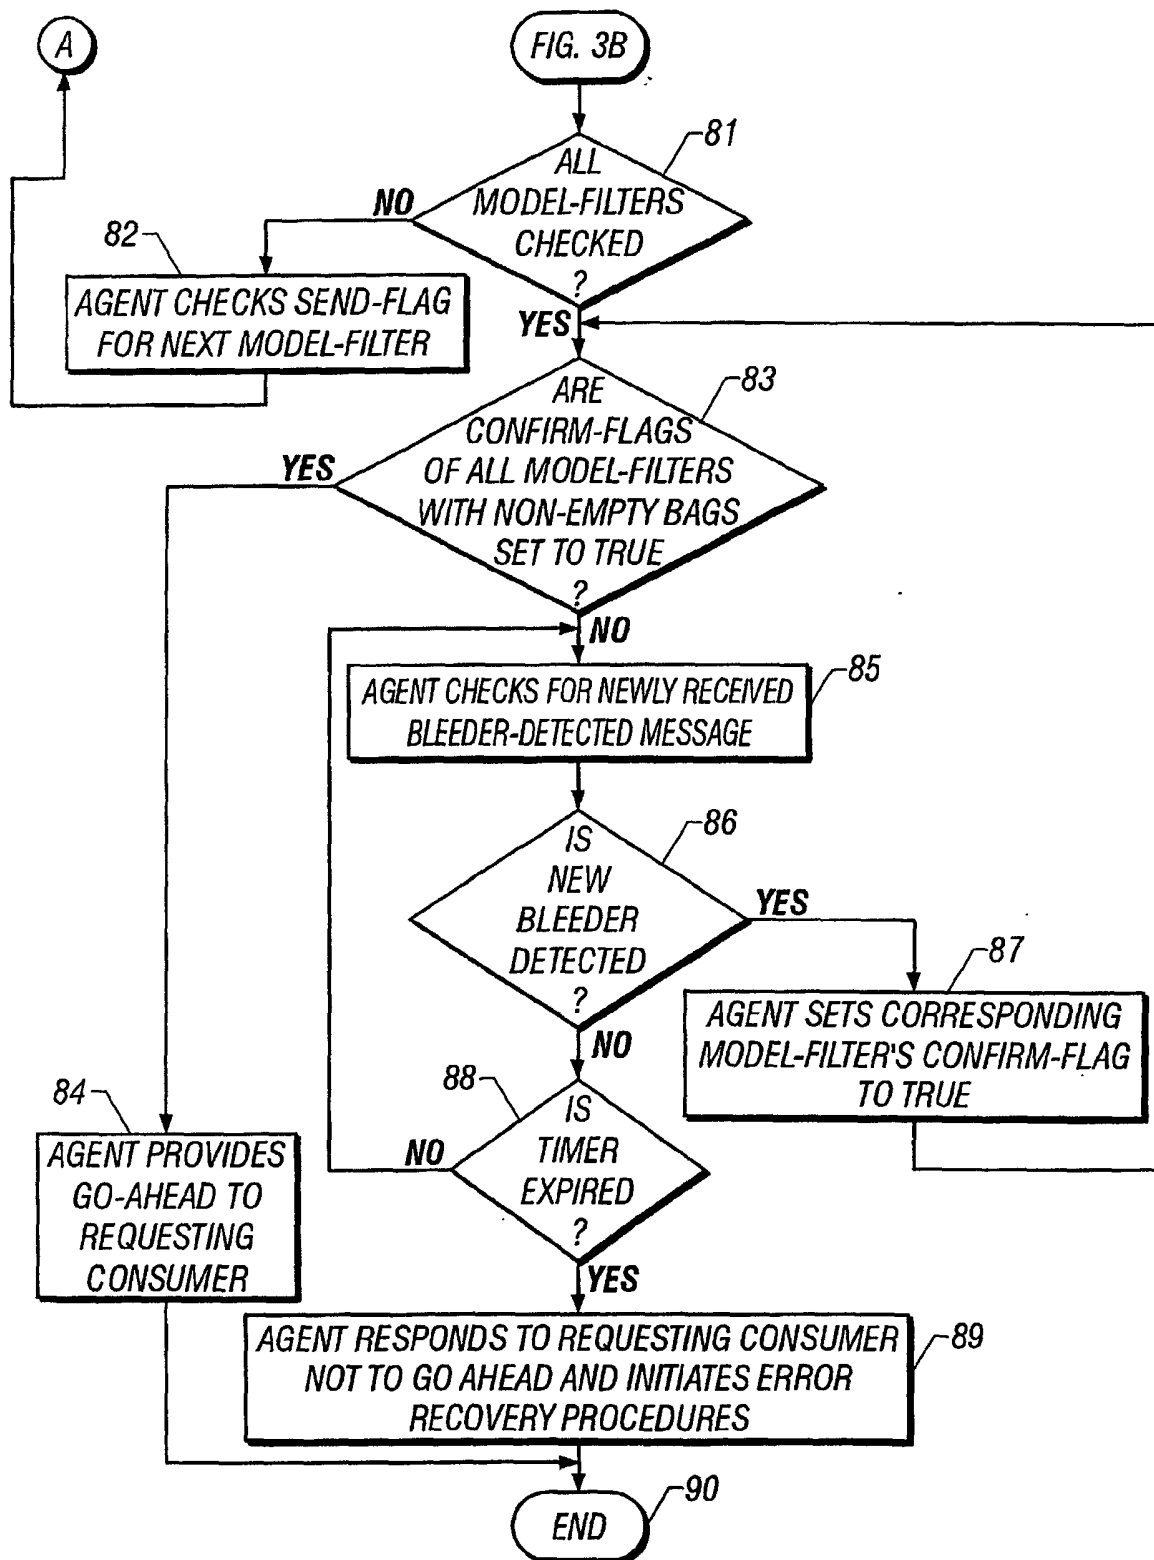 A
FIG. 3B
81
ALL
MODEL-FILTERS
CHECKED
?
NO
82
AGENT CHECKS SEND-FLAG
FOR NEXT MODEL-FILTER
YES
83
ARE
CONFIRM-FLAGS
OF ALL MODEL-FILTERS
WITH NON-EMPTY BAGS
SET TO TRUE
?
YES
NO
85
AGENT CHECKS FOR NEWLY RECEIVED
BLEEDER-DETECTED MESSAGE
86
IS
NEW
BLEEDER
DETECTED
?
YES
87
AGENT SETS CORRESPONDING
MODEL-FILTER'S CONFIRM-FLAG
TO TRUE
NO
88
IS
TIMER
EXPIRED
?
NO
84
AGENT PROVIDES
GO-AHEAD TO
REQUESTING
CONSUMER
YES
89
AGENT RESPONDS TO REQUESTING CONSUMER
NOT TO GO AHEAD AND INITIATES ERROR
RECOVERY PROCEDURES
90
END